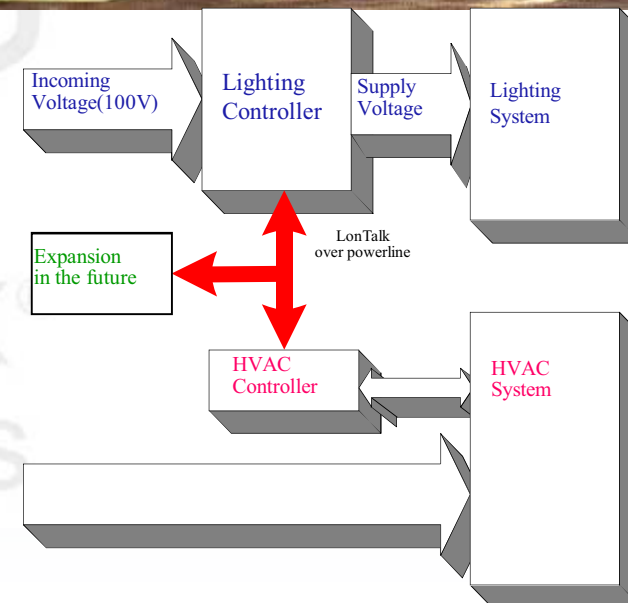 Incoming
Voltage(100V)
Lighting
Controller
Supply
Voltage
Lighting
System
LonTalk
over powerline
Expansion
in the future
HVAC
Controller
HVAC
System